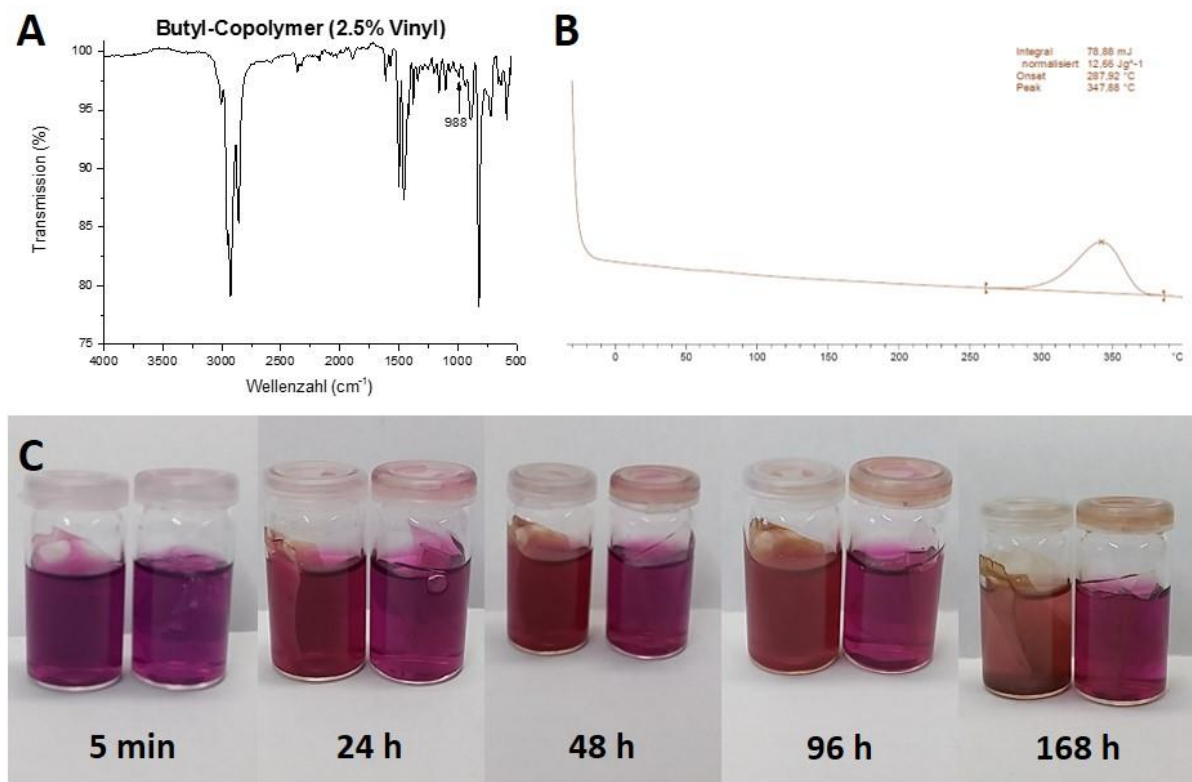 A
Butyl-Copolymer (2.5% Vinyl)
100
95
90
85
80
75
988
Transmission (%)
4000 3500 3000 2500 2000 1500 1000 500
Wellenzahl (cm⁻¹)
B
Integral 78,88 mJ
normalisiert 12,66 Jg^-1
Onset 287,92 °C
Peak 347,88 °C
0 50 100 150 200 250 300 350 °C
C
5 min 24 h 48 h 96 h 168 h